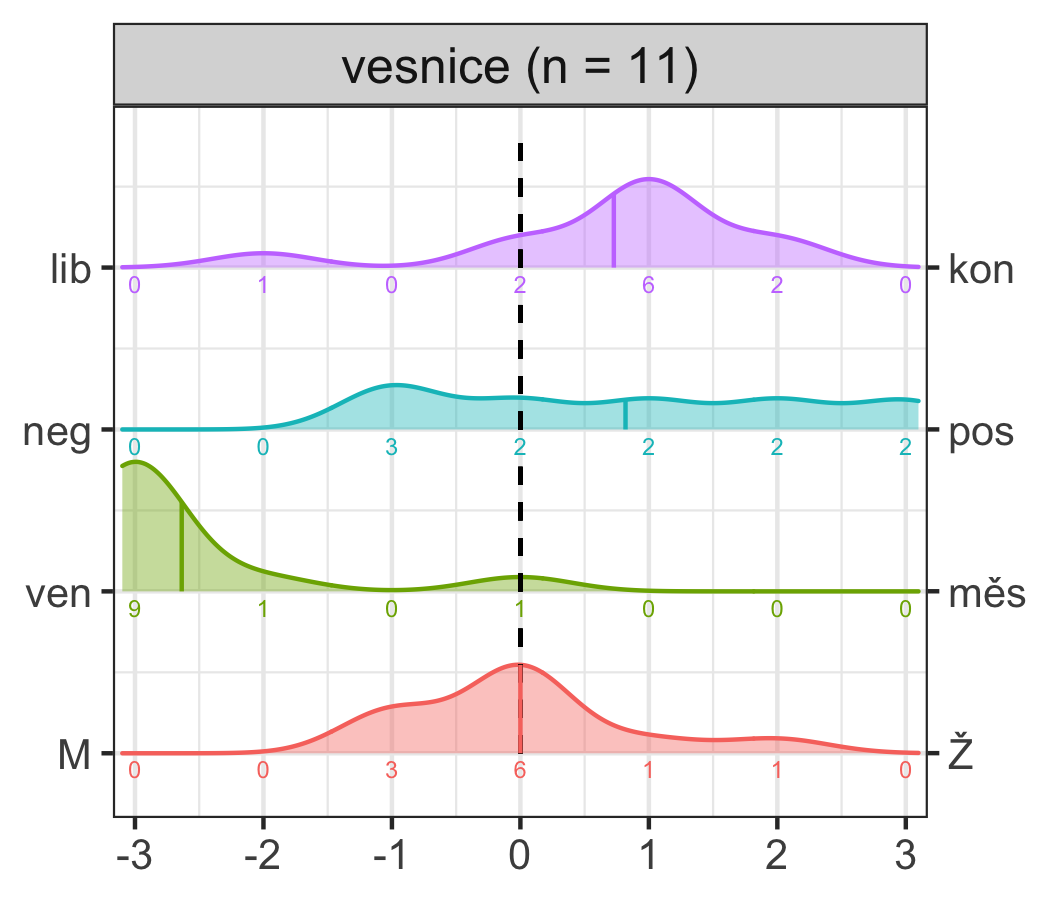 vesnice (n = 11)
lib kon
0 1 0 2 6 2 0
neg pos
0 0 3 2 2 2 2
ven měs
9 1 0 1 0 0 0
M Ž
0 0 3 6 1 1 0
-3 -2 -1 0 1 2 3